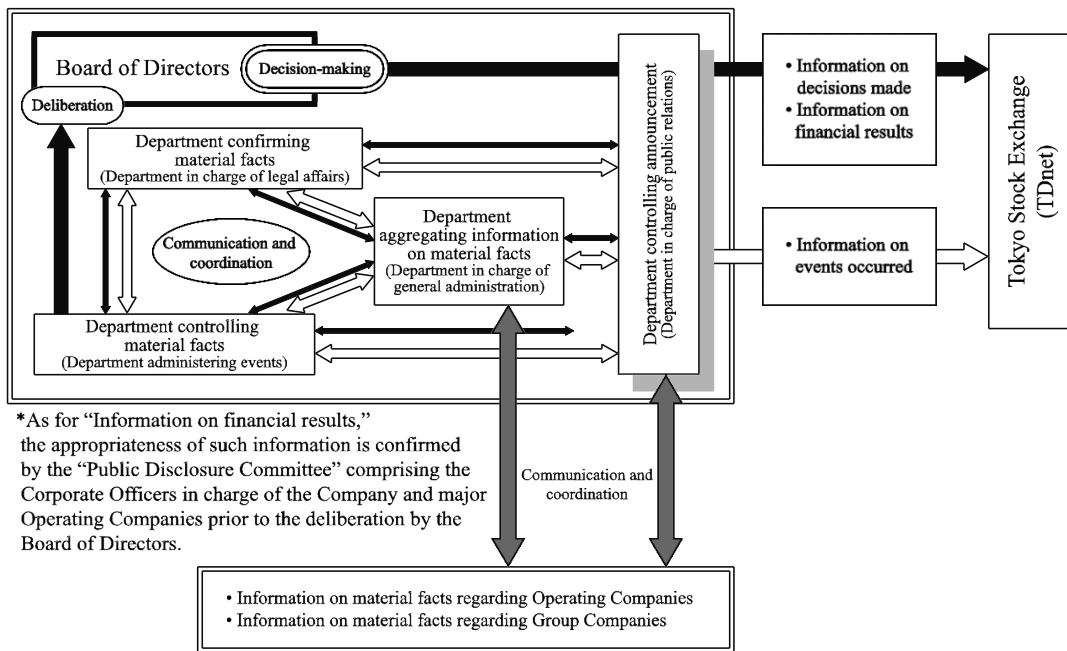 Board of Directors
Decision-making
Deliberation
Department confirming
material facts
(Department in charge of legal affairs)
Communication and
coordination
Department
aggregating information
on material facts
(Department in charge of
general administration)
Department controlling
material facts
(Department administering events)
Department controlling announcement
(Department in charge of public relations)
• Information on
decisions made
• Information on
financial results
• Information on
events occurred
Tokyo Stock Exchange
(TDnet)
*As for “Information on financial results,”
the appropriateness of such information is confirmed
by the “Public Disclosure Committee” comprising the
Corporate Officers in charge of the Company and major
Operating Companies prior to the deliberation by the
Board of Directors.
Communication and
coordination
• Information on material facts regarding Operating Companies
• Information on material facts regarding Group Companies